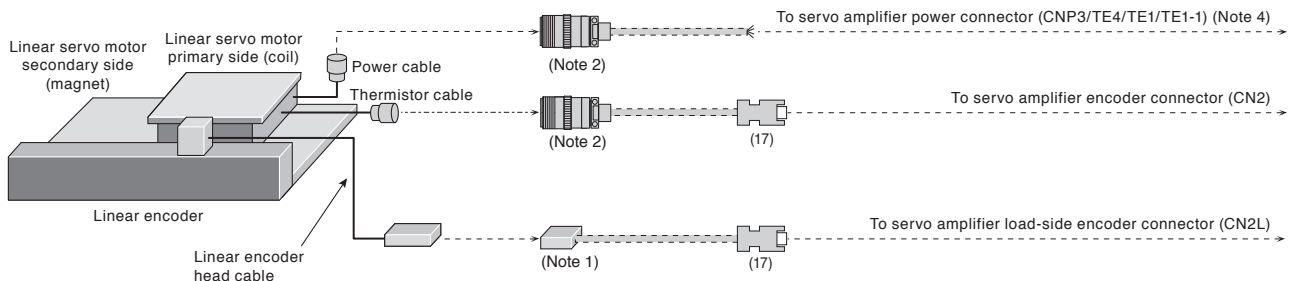 To servo amplifier power connector (CNP3/TE4/TE1/TE1-1) (Note 4)
Linear servo motor
primary side (coil)
Linear servo motor
secondary side
(magnet)
Power cable
(Note 2)
Thermistor cable
To servo amplifier encoder connector (CN2)
(Note 2)
(17)
Linear encoder
To servo amplifier load-side encoder connector (CN2L)
Linear encoder
head cable
(Note 1)
(17)